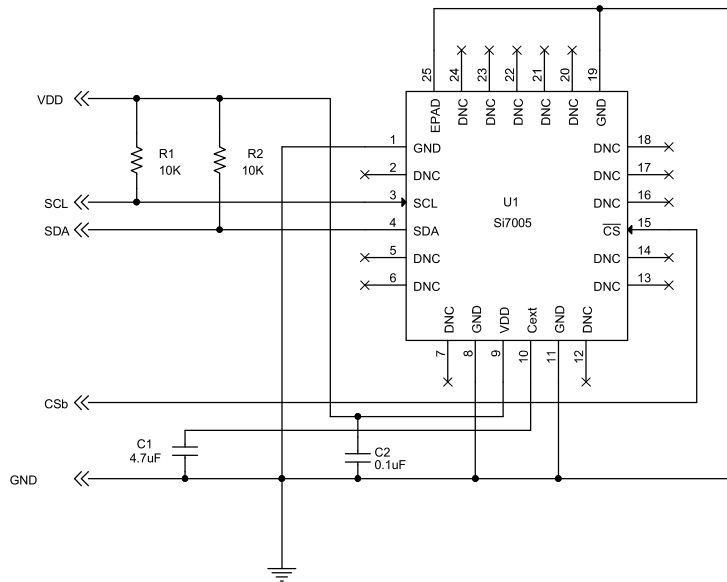 25
24
23
22
21
20
19
EPAD
DNC
DNC
DNC
DNC
DNC
GND
VDD
R1
10K
R2
10K
SCL
SDA
1
GND
2
DNC
3
SCL
4
SDA
5
DNC
6
DNC
U1
Si7005
DNC
18
DNC
17
DNC
16
CS
15
DNC
14
DNC
13
DNC
GND
VDD
Cext
GND
DNC
7
8
9
10
11
12
CSb
C1
4.7uF
C2
0.1uF
GND